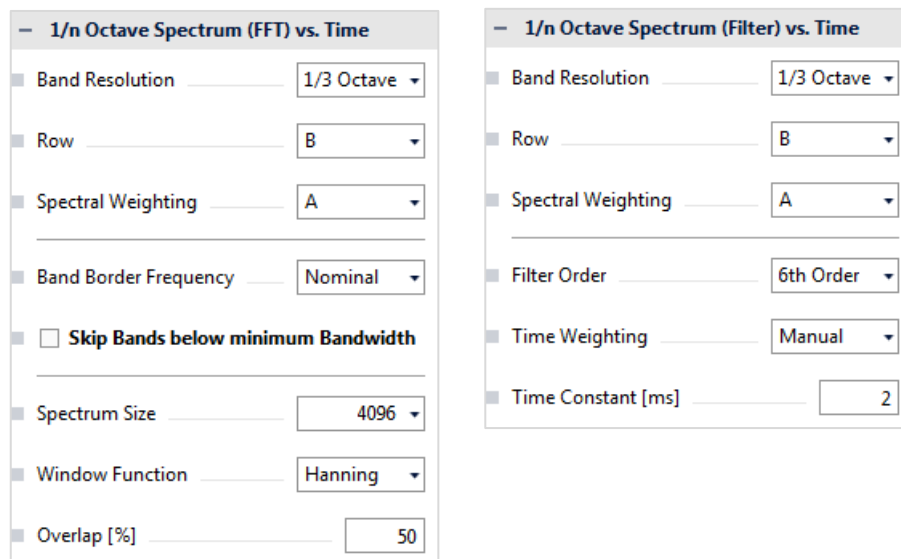 1/n Octave Spectrum (FFT) vs. Time
Band Resolution 1/3 Octave
Row B
Spectral Weighting A
Band Border Frequency Nominal
Skip Bands below minimum Bandwidth
Spectrum Size 4096
Window Function Hanning
Overlap [%] 50
1/n Octave Spectrum (Filter) vs. Time
Band Resolution 1/3 Octave
Row B
Spectral Weighting A
Filter Order 6th Order
Time Weighting Manual
Time Constant [ms] 2